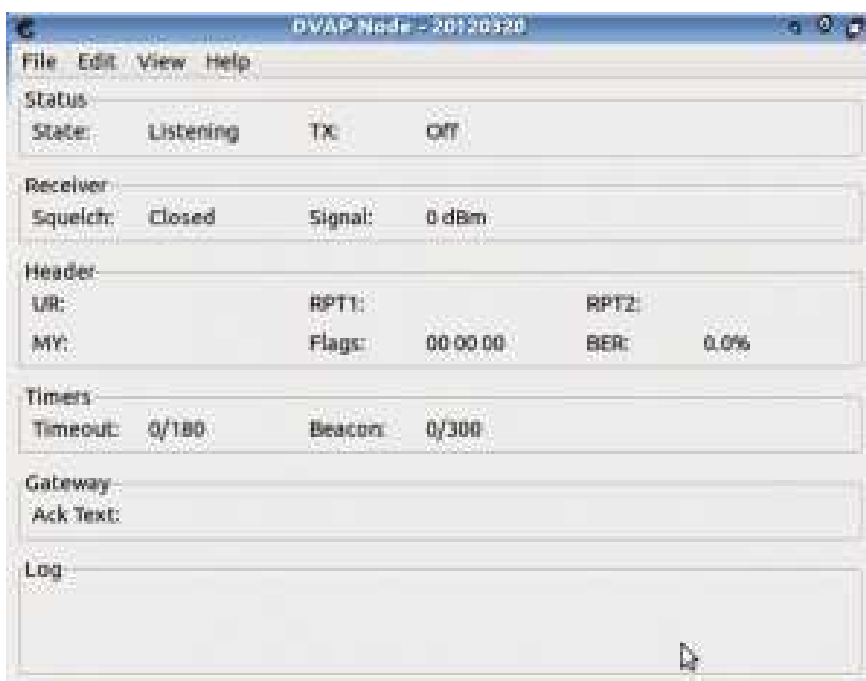 DVAP Node - 20120320
File Edit View Help
Status
State: Listening TX: Off
Receiver
Squelch: Closed Signal: 0 dBm
Header
UR: RPT1: RPT2:
MY: Flags: 00 00 00 BER: 0.0%
Timers
Timeout: 0/180 Beacon: 0/300
Gateway
Ack Text:
Log